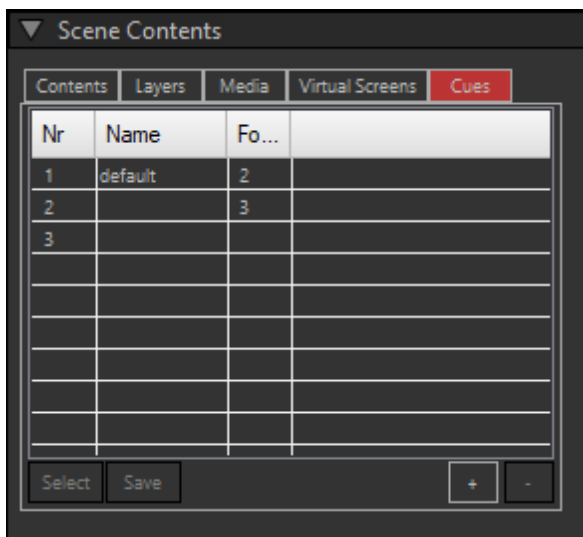 Scene Contents
Contents Layers Media Virtual Screens Cues
Nr Name Fo...
1 default 2
2 3
3
Select Save + -